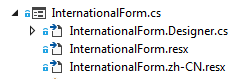 InternationalForm.cs
InternationalForm.Designer.cs
InternationalForm.resx
InternationalForm.zh-CN.resx